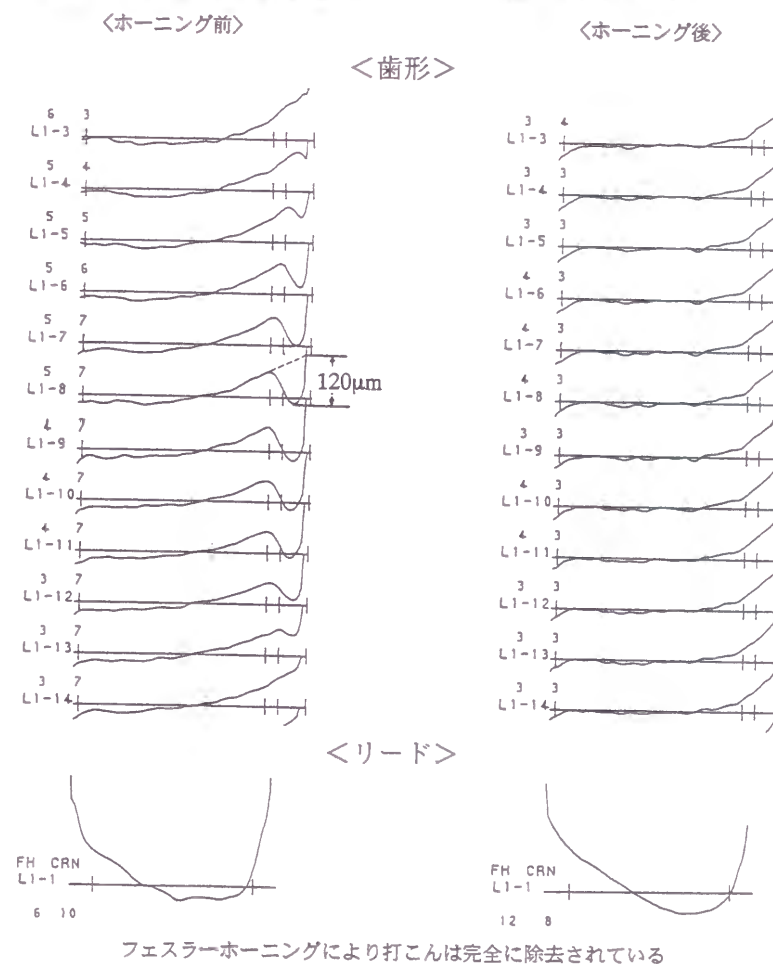 〈ホーニング前〉
〈ホーニング後〉
＜歯形＞
6 3
L1-3
5 4
L1-4
5 5
L1-5
5 6
L1-6
5 7
L1-7
5 7
L1-8
120μm
4 7
L1-9
4 7
L1-10
4 7
L1-11
3 7
L1-12
3 7
L1-13
3 7
L1-14
3 4
L1-3
3 3
L1-4
3 3
L1-5
4 3
L1-6
4 3
L1-7
4 3
L1-8
3 3
L1-9
4 3
L1-10
4 3
L1-11
3 3
L1-12
3 3
L1-13
3 3
L1-14
＜リード＞
FH CRN
L1-1
6 10
FH CRN
L1-1
12 8
フェスラーホーニングにより打こんは完全に除去されている